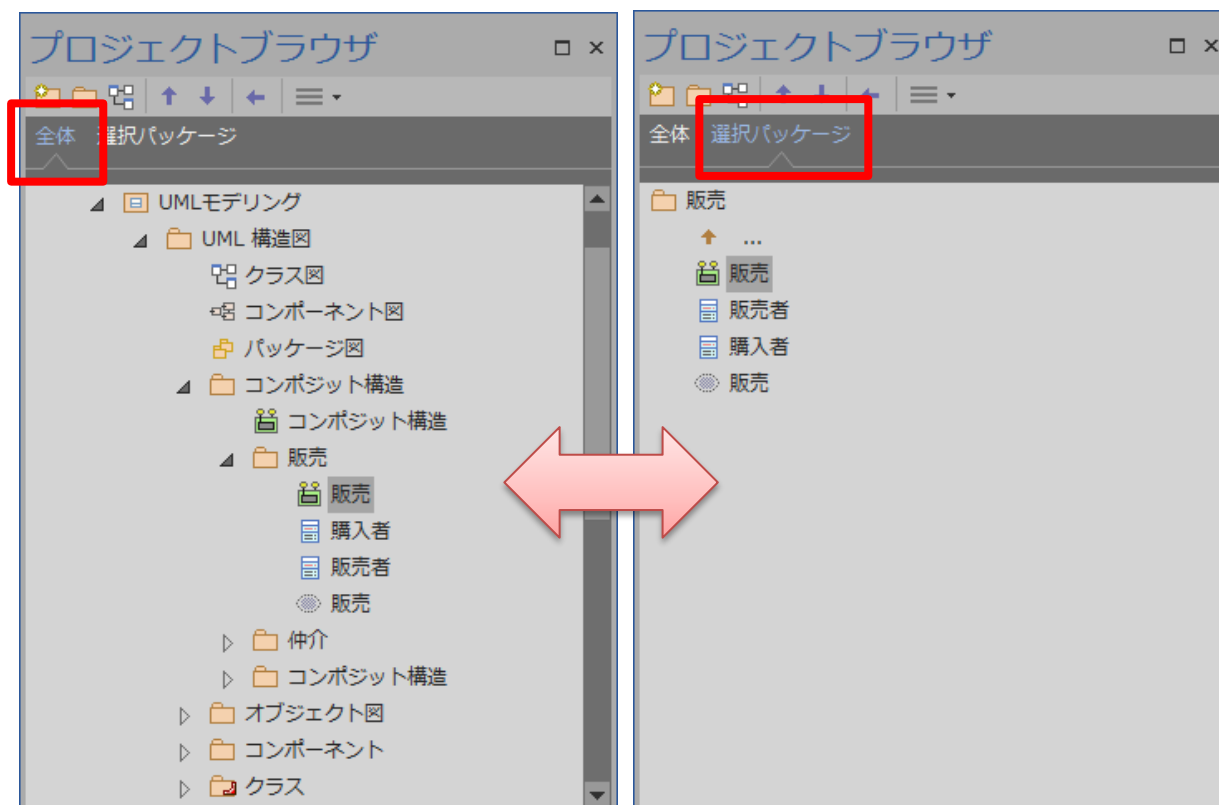 プロジェクトブラウザ
全体 選択パッケージ
UMLモデリング
UML 構造図
クラス図
コンポーネント図
パッケージ図
コンポジット構造
コンポジット構造
販売
販売
購入者
販売者
販売
仲介
コンポジット構造
オブジェクト図
コンポーネント
クラス
プロジェクトブラウザ
全体 選択パッケージ
販売
...
販売
販売者
購入者
販売